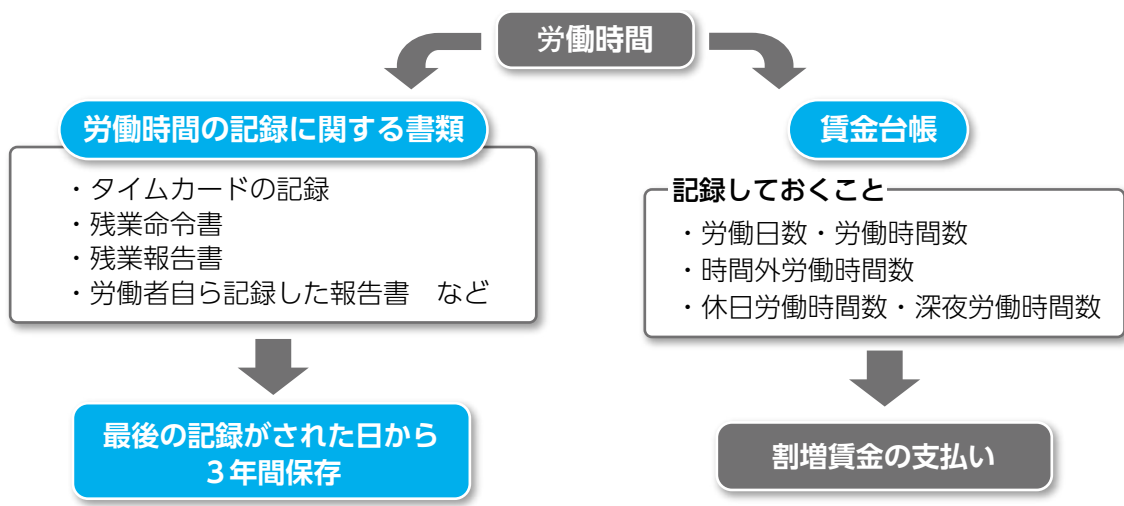 労働時間
労働時間の記録に関する書類
・タイムカードの記録
・残業命令書
・残業報告書
・労働者自ら記録した報告書　など
最後の記録がされた日から
３年間保存
賃金台帳
記録しておくこと
・労働日数・労働時間数
・時間外労働時間数
・休日労働時間数・深夜労働時間数
割増賃金の支払い